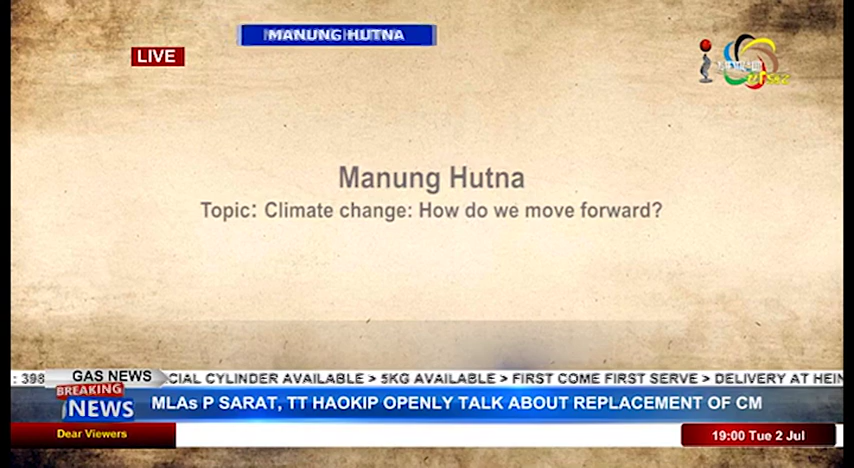 MANUNG HUTNA
LIVE
Manung Hutna
Topic: Climate change: How do we move forward?
: 398
GAS NEWS
CIAL CYLINDER AVAILABLE > 5KG AVAILABLE > FIRST COME FIRST SERVE > DELIVERY AT HEIN
BREAKING
NEWS
MLAs P SARAT, TT HAOKIP OPENLY TALK ABOUT REPLACEMENT OF CM
Dear Viewers
19:00 Tue 2 Jul